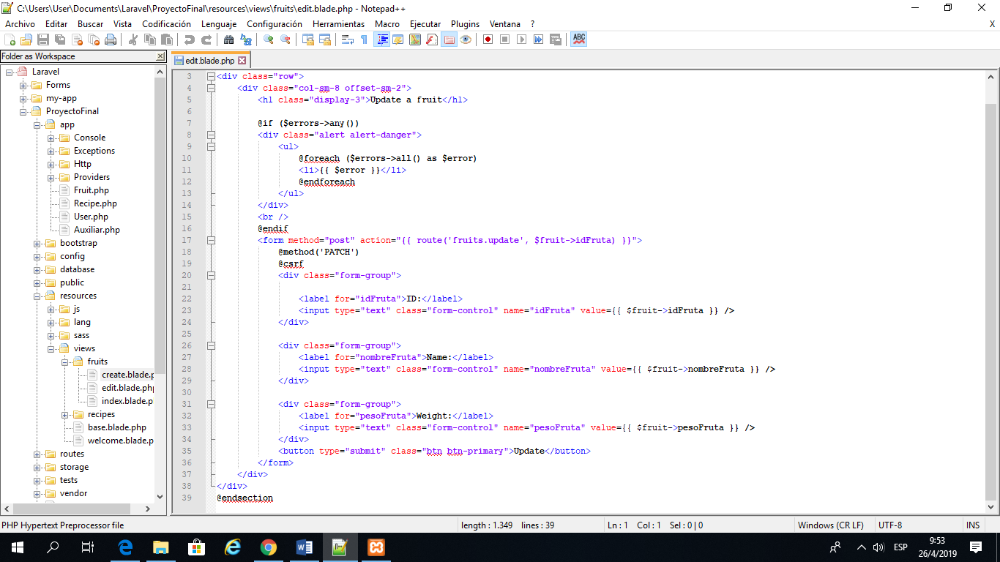 C:\Users\User\Documents\Laravel\ProyectoFinal\resources\views\fruits\edit.blade.php - Notepad++
Archivo Editar Buscar Vista Codificación Lenguaje Configuración Herramientas Macro Ejecutar Plugins Ventana ? X
ABC
Folder as Workspace
Laravel
Forms
my-app
ProyectoFinal
app
Console
Exceptions
Http
Providers
Fruit.php
Recipe.php
User.php
Auxiliar.php
bootstrap
config
database
public
resources
js
lang
sass
views
fruits
create.blade.p
edit.blade.php
index.blade.p
recipes
base.blade.php
welcome.blade.p
routes
storage
tests
vendor
edit.blade.php
3 <div class="row">
4 <div class="col-sm-8 offset-sm-2">
5 <h1 class="display-3">Update a fruit</h1>
6
7 @if ($errors->any())
8 <div class="alert alert-danger">
9 <ul>
10 @foreach ($errors->all() as $error)
11 <li>{{ $error }}</li>
12 @endforeach
13 </ul>
14 </div>
15 <br />
16 @endif
17 <form method="post" action="{{ route('fruits.update', $fruit->idFruta) }}">
18 @method('PATCH')
19 @csrf
20 <div class="form-group">
21
22 <label for="idFruta">ID:</label>
23 <input type="text" class="form-control" name="idFruta" value={{ $fruit->idFruta }} />
24 </div>
25
26 <div class="form-group">
27 <label for="nombreFruta">Name:</label>
28 <input type="text" class="form-control" name="nombreFruta" value={{ $fruit->nombreFruta }} />
29 </div>
30
31 <div class="form-group">
32 <label for="pesoFruta">Weight:</label>
33 <input type="text" class="form-control" name="pesoFruta" value={{ $fruit->pesoFruta }} />
34 </div>
35 <button type="submit" class="btn btn-primary">Update</button>
36 </form>
37 </div>
38 </div>
39 @endsection
PHP Hypertext Preprocessor file length : 1.349 lines : 39 Ln : 1 Col : 1 Sel : 0 | 0 Windows (CR LF) UTF-8 INS
ESP
9:53
26/4/2019